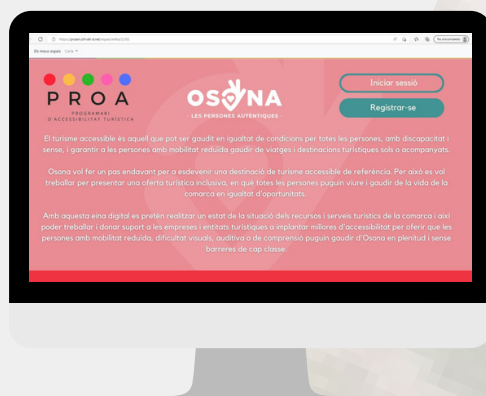 Els meus espais
PROA
PROGRAMARI
D'ACCESSIBILITAT TURÍSTICA
OSONA
· LES PERSONES AUTÈNTIQUES ·
Iniciar sessió
Registrar-se
El turisme accessible és aquell que pot ser gaudit en igualtat de condicions per totes les persones, amb discapacitat i
sense, i garantir a les persones amb mobilitat reduïda gaudir de viatges i destinacions turístiques sols o acompanyats.
Osona vol fer un pas endavant per a esdevenir una destinació de turisme accessible de referència. Per això es vol
treballar per presentar una oferta turística inclusiva, en què totes les persones puguin viure i gaudir de la vida de la
comarca en igualtat d'oportunitats.
Amb aquesta eina digital es pretén realitzar un estat de la situació dels recursos i serveis turístics de la comarca i així
poder treballar i donar suport a les empreses i entitats turístiques a implantar millores d'accessibilitat per oferir que les
persones amb mobilitat reduïda, dificultat visuals, auditiva o de comprensió puguin gaudir d'Osona en plenitud i sense
barreres de cap classe.